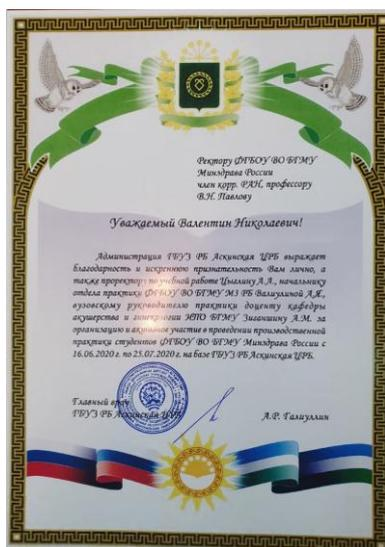 Ректору ФГБОУ ВО БГМУ
Минздрава России
член корр. РАН, профессору
В.Н. Павлову
Уважаемый Валентин Николаевич!
Администрация ГБУЗ РБ Аскинская ЦРБ выражает
благодарность и искреннюю признательность Вам лично, а
также проректору по учебной работе Цыглину А.А., начальнику
отдела практики ФГБОУ ВО БГМУ МЗ РБ Валиулиной А.Я.,
вузовскому руководителю практики доценту кафедры
акушерства и гинекологии ИПО БГМУ Зиганшину А.М. за
организацию и активное участие в проведении производственной
практики студентов ФГБОУ ВО БГМУ Минздрава России с
16.06.2020 г. по 25.07.2020 г. на базе ГБУЗ РБ Аскинская ЦРБ.
Главный врач
ГБУЗ РБ Аскинская ЦРБ
А.Р. Галиуллин